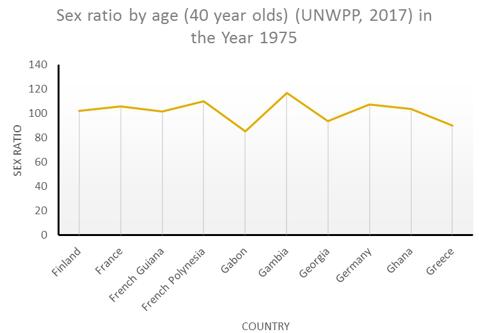 Sex ratio by age (40 year olds) (UNWPP, 2017) in
the Year 1975
140
120
100
80
60
40
20
0
SEX RATIO
Finland
France
French Guiana
French Polynesia
Gabon
Gambia
Georgia
Germany
Ghana
Greece
COUNTRY